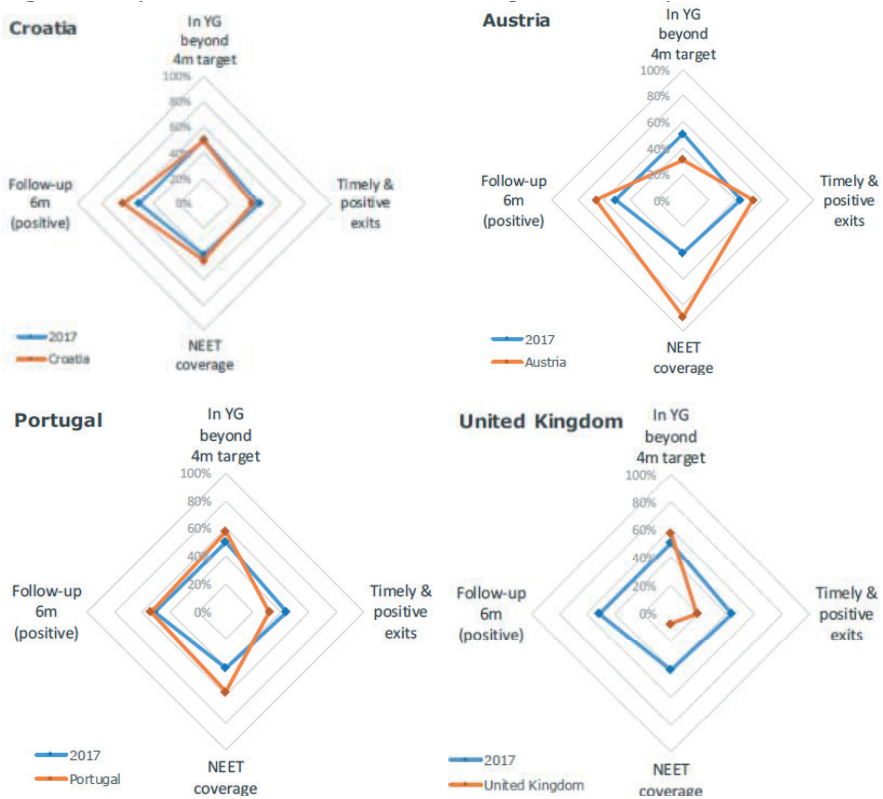 Croatia
In YG
beyond
4m target
100%
80%
60%
40%
20%
0%
Follow-up
6m
(positive)
Timely &
positive
exits
NEET
coverage
2017
Croatia
Austria
In YG
beyond
4m target
100%
80%
60%
40%
20%
0%
Follow-up
6m
(positive)
Timely &
positive
exits
NEET
coverage
2017
Austria
Portugal
In YG
beyond
4m target
100%
80%
60%
40%
20%
0%
Follow-up
6m
(positive)
Timely &
positive
exits
NEET
coverage
2017
Portugal
United Kingdom
In YG
beyond
4m target
100%
80%
60%
40%
20%
0%
Follow-up
6m
(positive)
Timely &
positive
exits
NEET
coverage
2017
United Kingdom